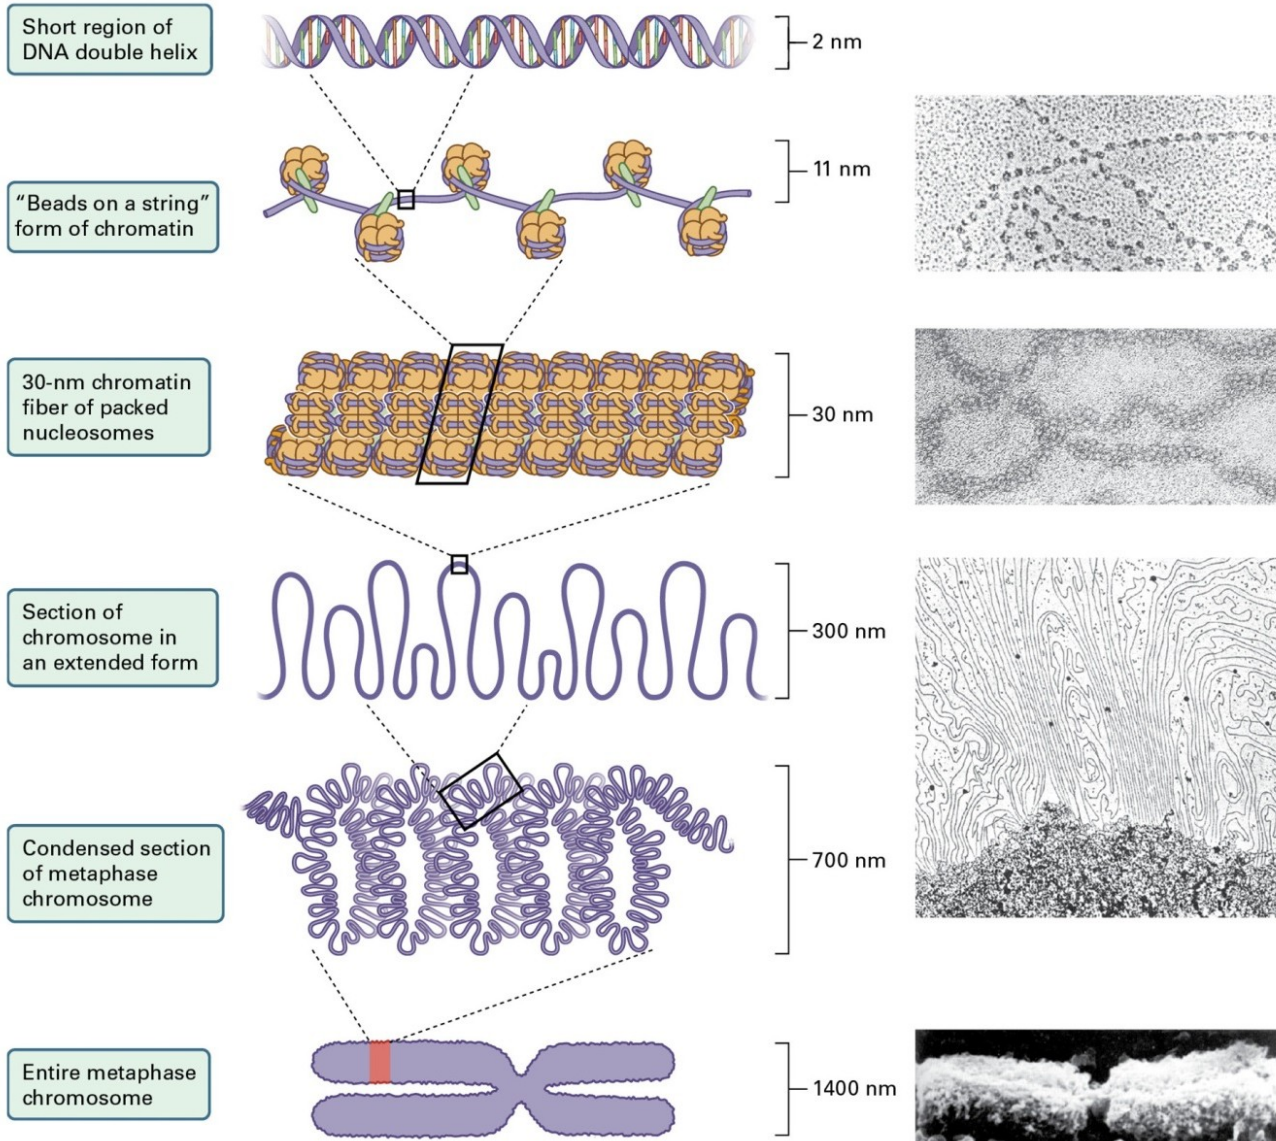 Short region of
DNA double helix
2 nm
“Beads on a string”
form of chromatin
11 nm
30-nm chromatin
fiber of packed
nucleosomes
30 nm
Section of
chromosome in
an extended form
300 nm
Condensed section
of metaphase
chromosome
700 nm
Entire metaphase
chromosome
1400 nm